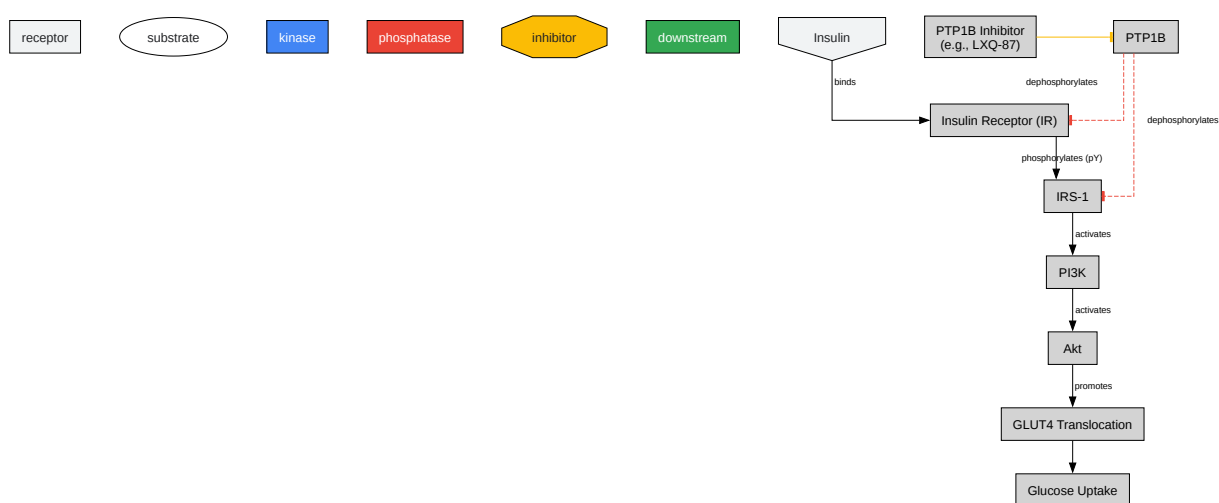 receptor
substrate
kinase
phosphatase
inhibitor
downstream
Insulin
PTP1B Inhibitor
(e.g., LXQ-87)
PTP1B
binds
dephosphorylates
Insulin Receptor (IR)
dephosphorylates
phosphorylates (pY)
IRS-1
activates
PI3K
activates
Akt
promotes
GLUT4 Translocation
Glucose Uptake